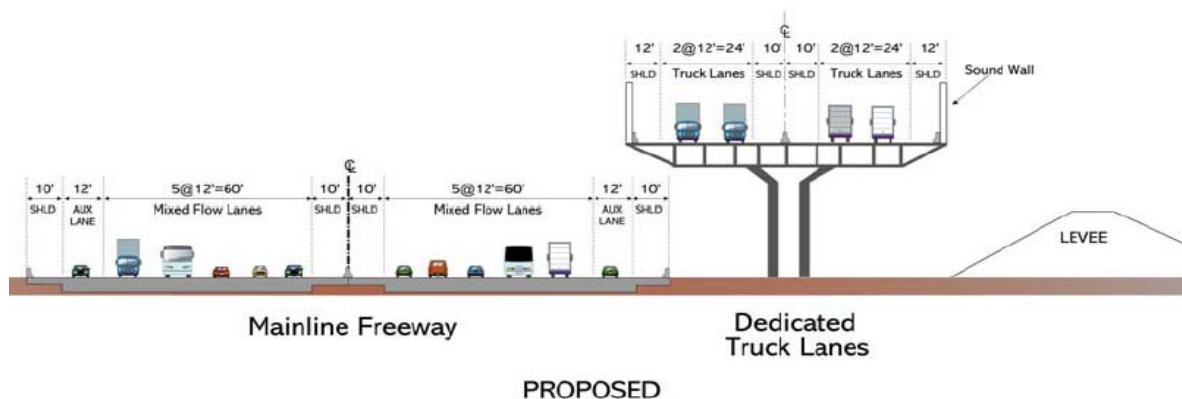 ℄
12' 2@12'=24' 10' 10' 2@12'=24' 12'
SHLD Truck Lanes SHLD SHLD Truck Lanes SHLD
Sound Wall
℄
10' 12' 5@12'=60' 10' 10' 5@12'=60' 12' 10'
SHLD AUX LANE Mixed Flow Lanes SHLD SHLD Mixed Flow Lanes AUX LANE SHLD
LEVEE
Mainline Freeway
Dedicated
Truck Lanes
PROPOSED